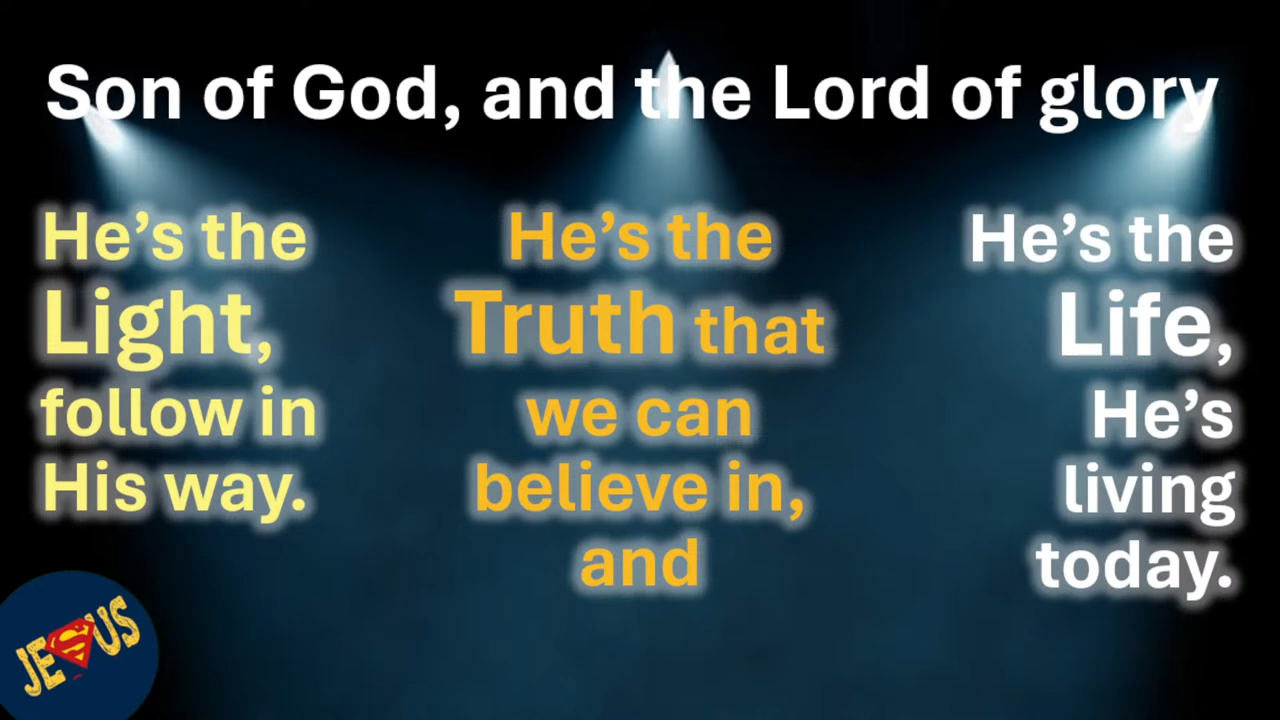 Son of God, and the Lord of glory
He's the
Light,
follow in
His way.
He's the
Truth that
we can
believe in,
and
He's the
Life,
He's
living
today.
JESUS